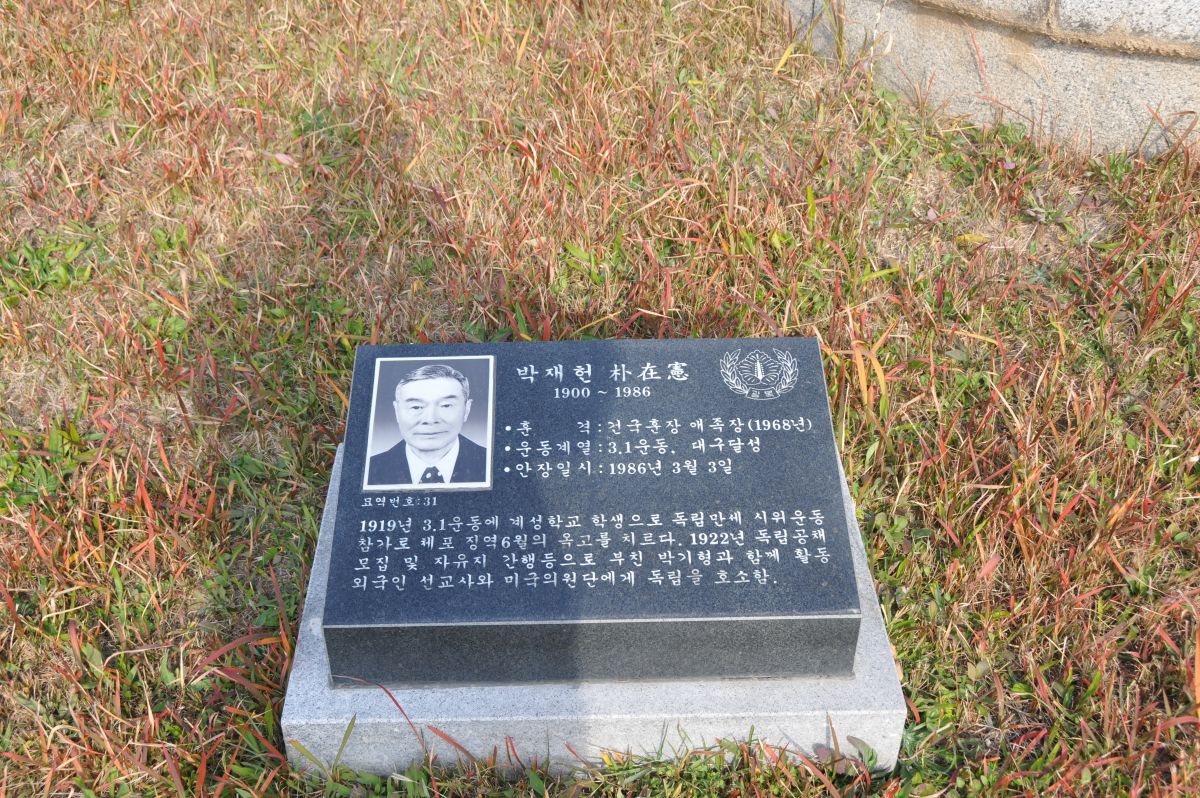 박재헌 朴在憲
1900 ~ 1986
• 훈 격 : 건국훈장 애족장(1968년)
• 운동계열 : 3.1운동, 대구달성
• 안장일시 : 1986년 3월 3일
묘역번호:31
1919년 3.1운동에 계성학교 학생으로 독립만세 시위운동
참가로 체포 징역6월의 옥고를 치르다. 1922년 독립공채
모집 및 자유지 간행등으로 부친 박기형과 함께 활동
외국인 선교사와 미국의원단에게 독립을 호소함.